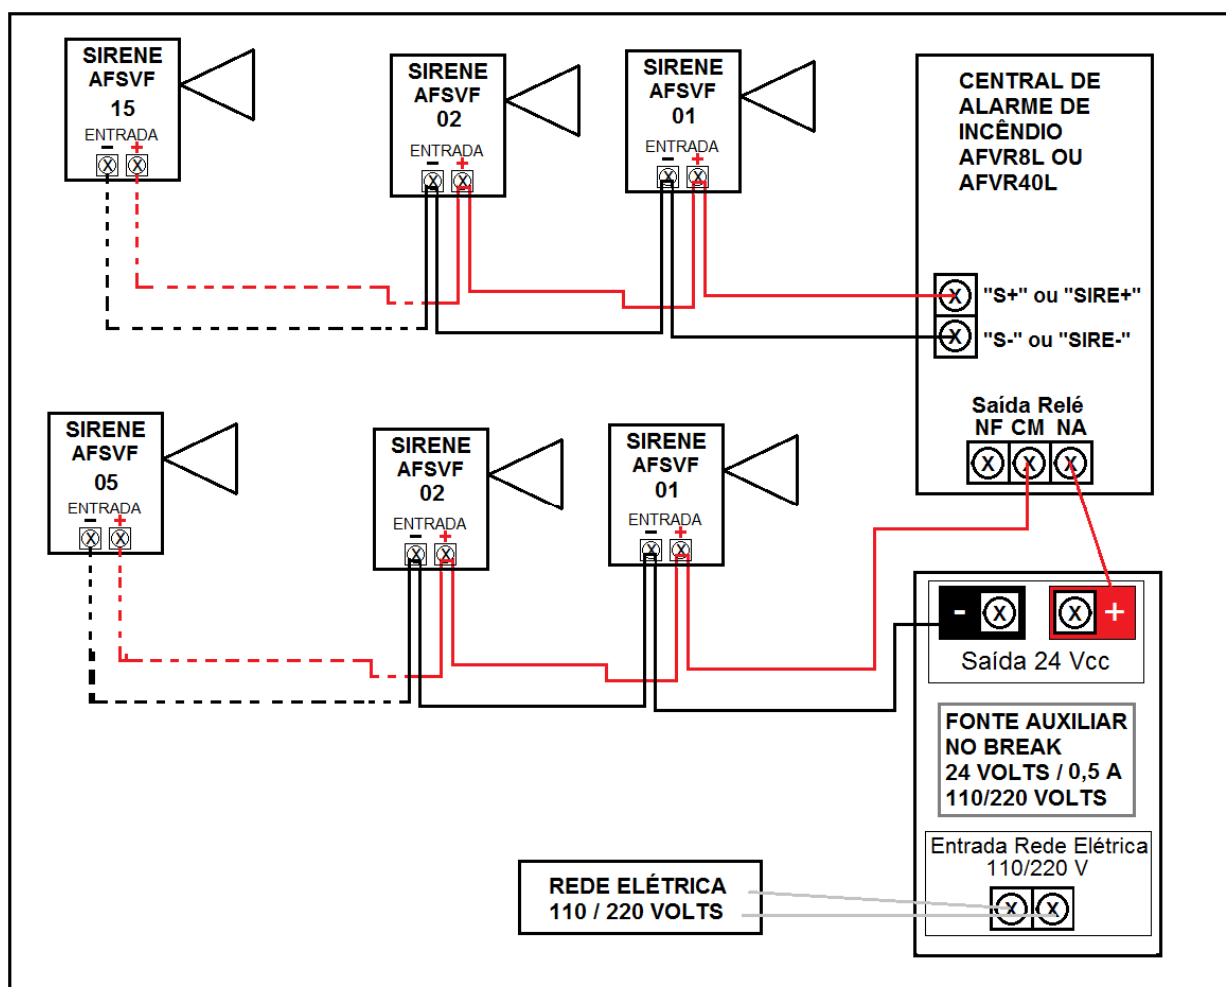 SIRENE
AFSVF
15
ENTRADA
- +
X X
SIRENE
AFSVF
02
ENTRADA
- +
X X
SIRENE
AFSVF
01
ENTRADA
- +
X X
CENTRAL DE
ALARME DE
INCÊNDIO
AFVR8L OU
AFVR40L
X "S+" ou "SIRE+"
X "S-" ou "SIRE-"
Saída Relé
NF CM NA
X X X
SIRENE
AFSVF
05
ENTRADA
- +
X X
SIRENE
AFSVF
02
ENTRADA
- +
X X
SIRENE
AFSVF
01
ENTRADA
- +
X X
- X X +
Saída 24 Vcc
FONTE AUXILIAR
NO BREAK
24 VOLTS / 0,5 A
110/220 VOLTS
Entrada Rede Elétrica
110/220 V
X X
REDE ELÉTRICA
110 / 220 VOLTS